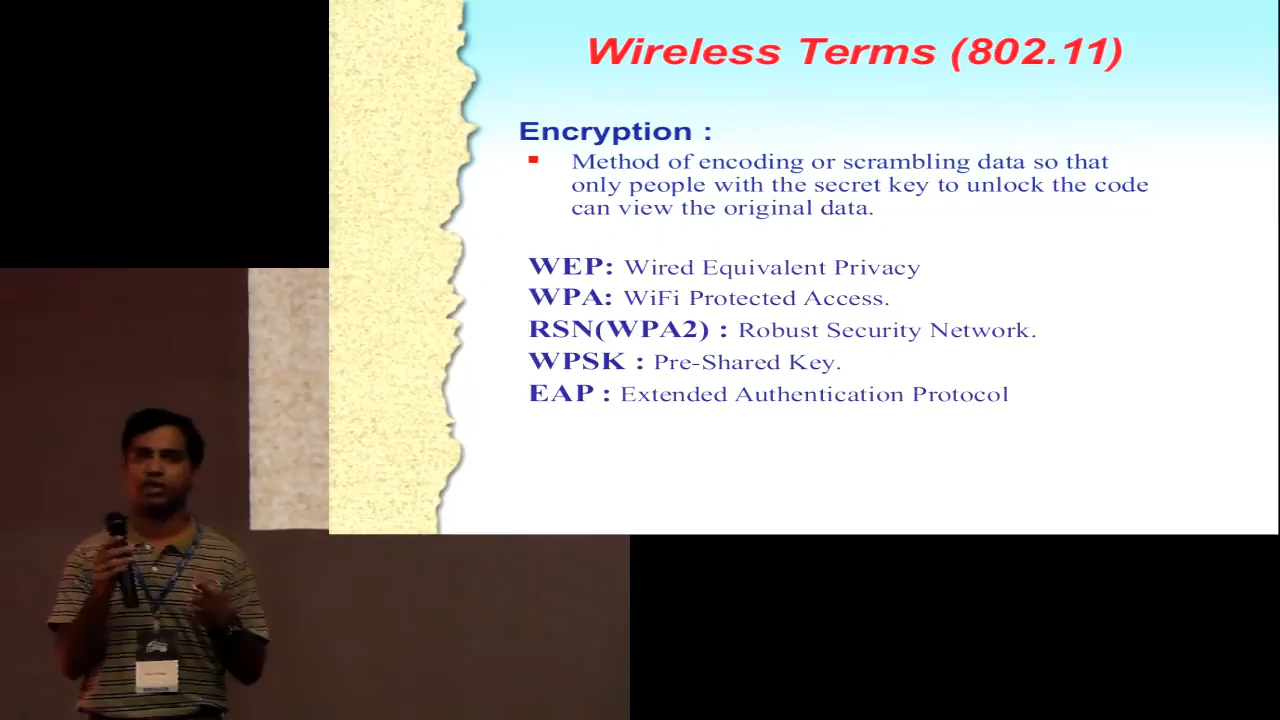 Wireless Terms (802.11)
Encryption :
Method of encoding or scrambling data so that
only people with the secret key to unlock the code
can view the original data.
WEP: Wired Equivalent Privacy
WPA: WiFi Protected Access.
RSN(WPA2) : Robust Security Network.
WPSK : Pre-Shared Key.
EAP : Extended Authentication Protocol